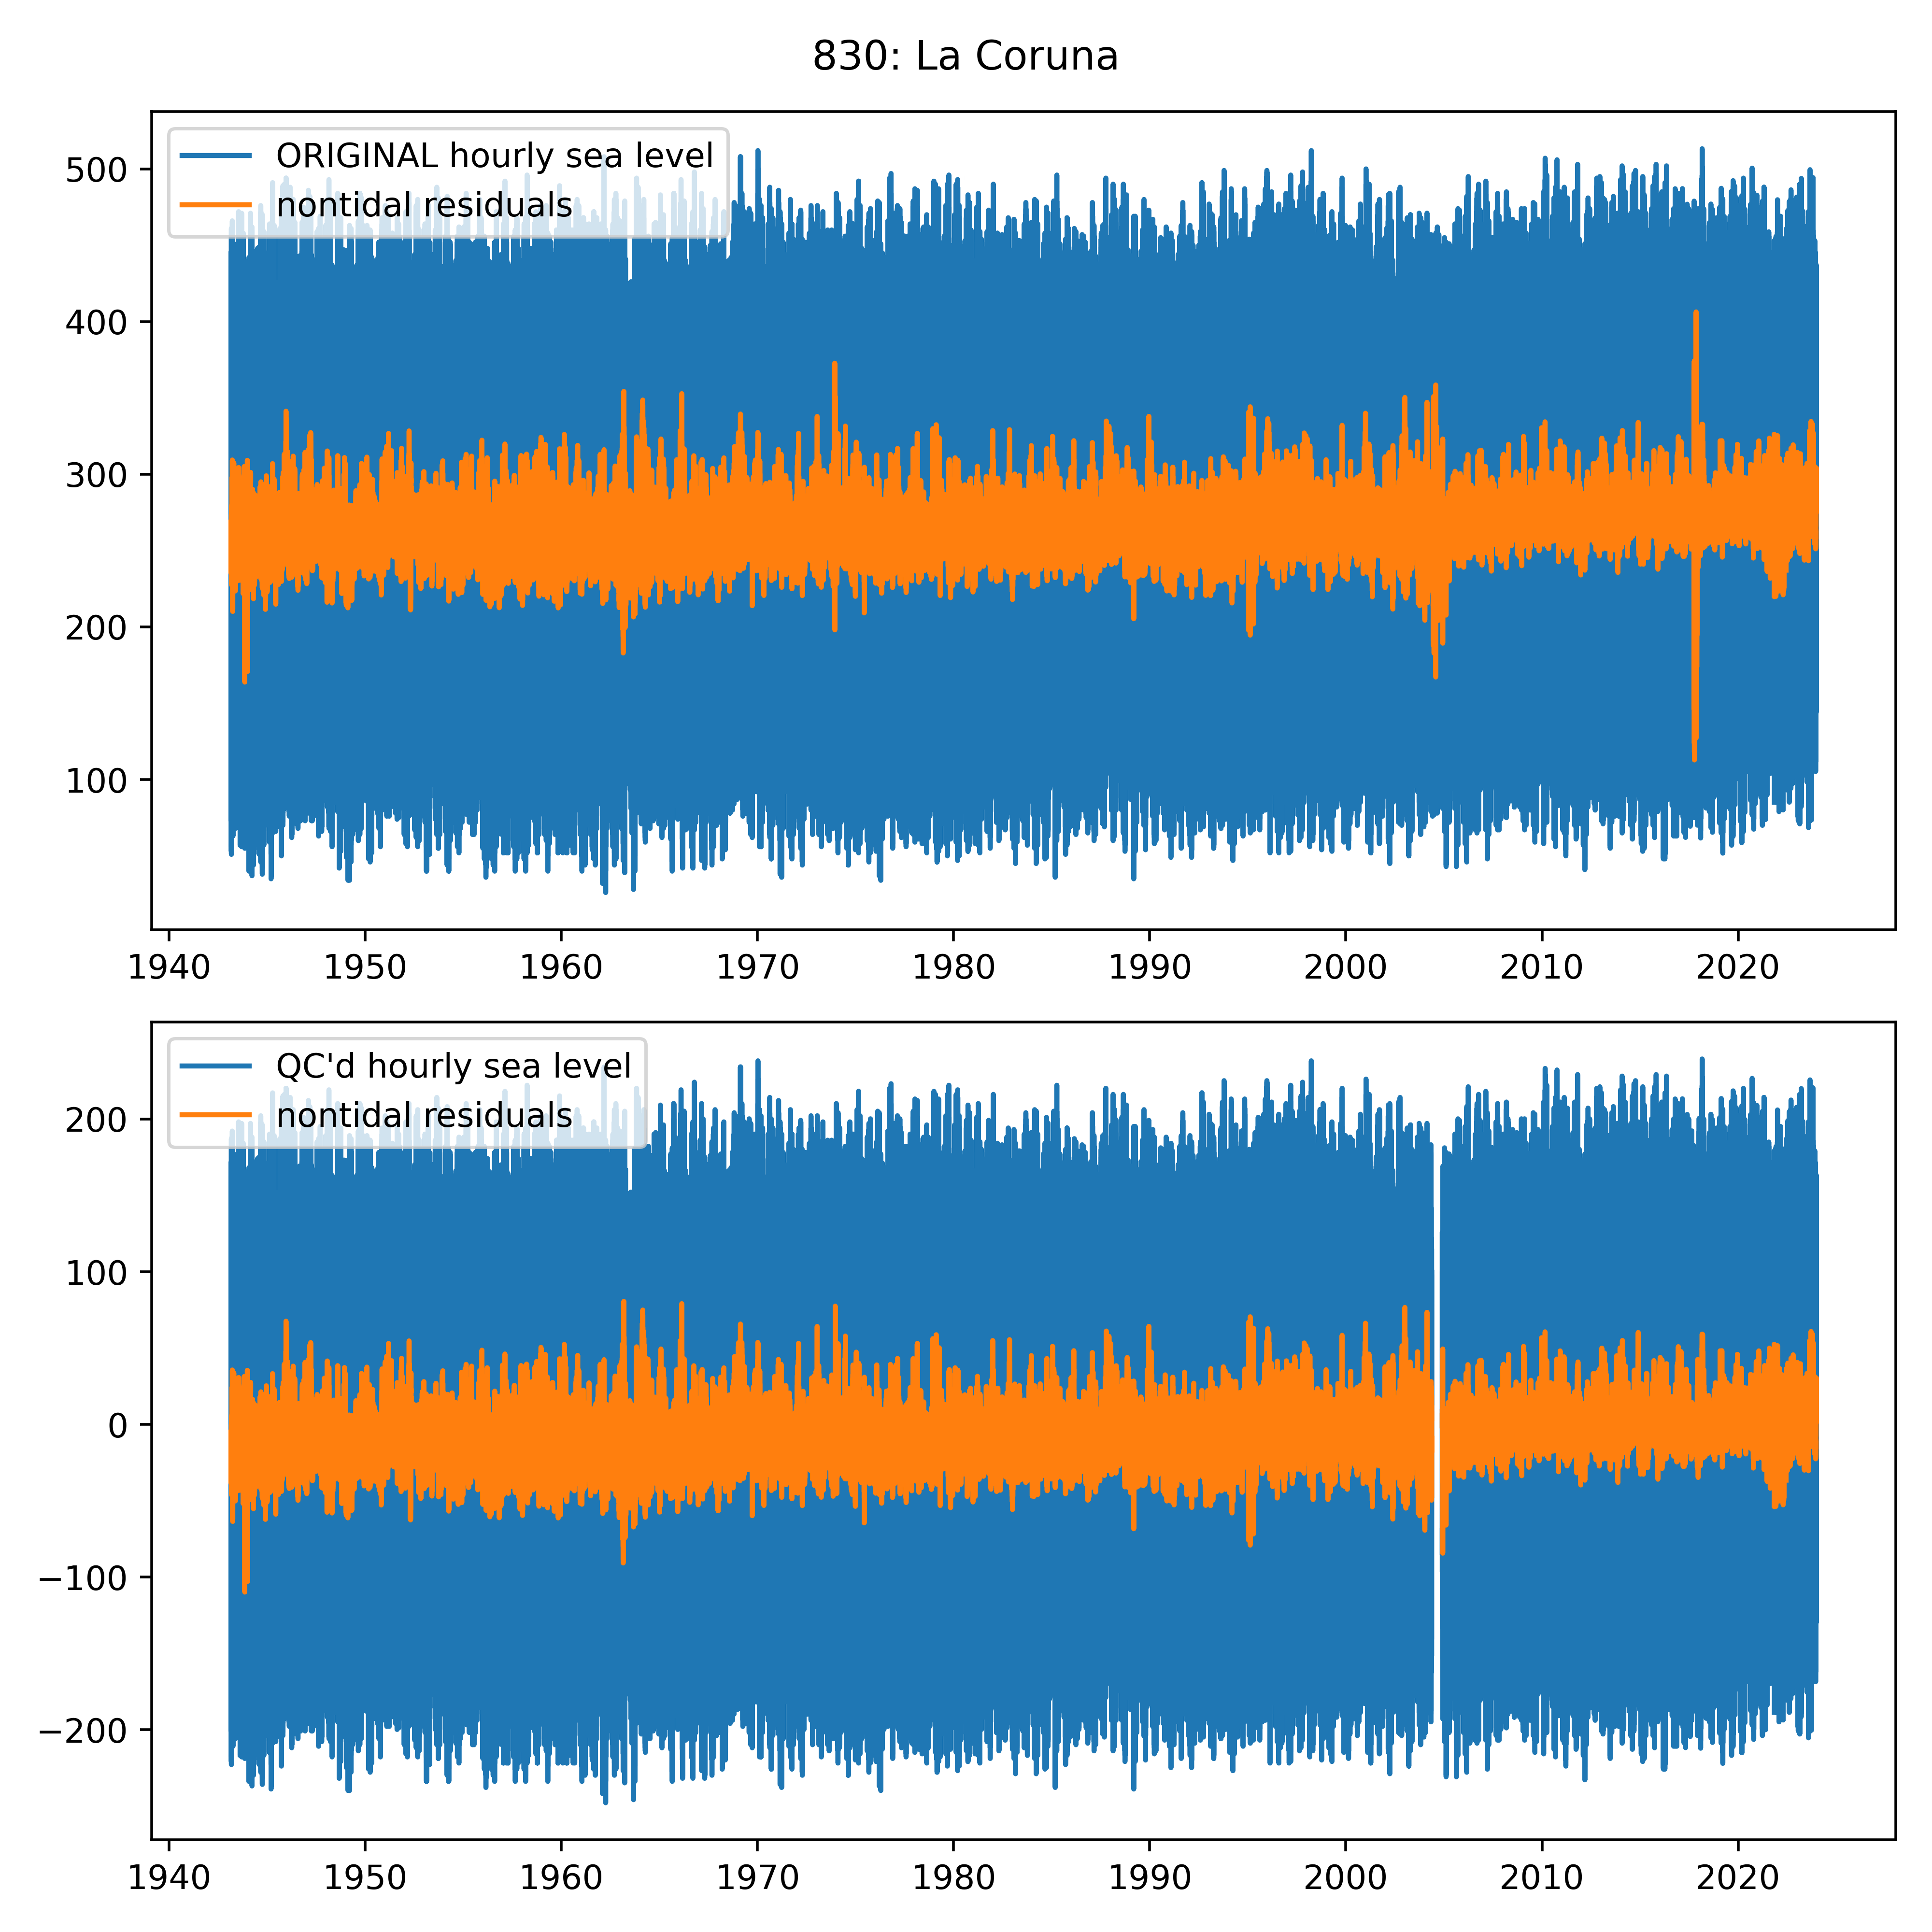 830: La Coruna
ORIGINAL hourly sea level
nontidal residuals
500
400
300
200
100
1940 1950 1960 1970 1980 1990 2000 2010 2020
QC'd hourly sea level
nontidal residuals
200
100
0
−100
−200
1940 1950 1960 1970 1980 1990 2000 2010 2020